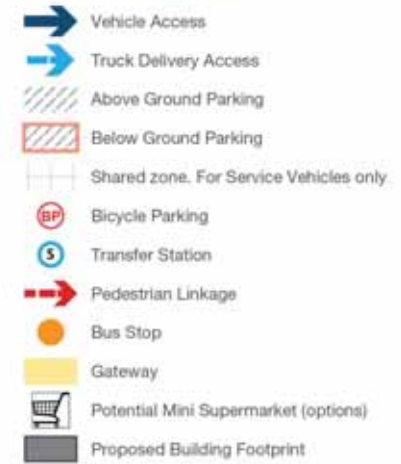 Vehicle Access
Truck Delivery Access
Above Ground Parking
Below Ground Parking
Shared zone. For Service Vehicles only
BP Bicycle Parking
S Transfer Station
Pedestrian Linkage
Bus Stop
Gateway
Potential Mini Supermarket (options)
Proposed Building Footprint